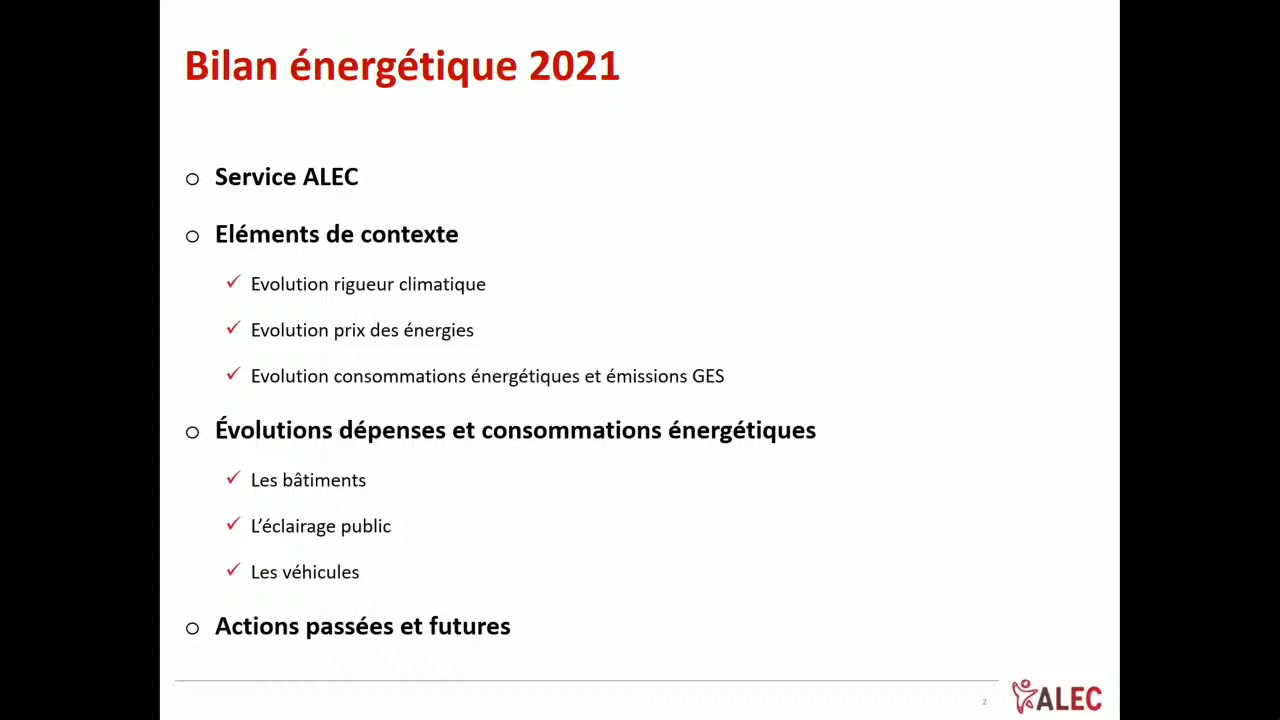 Bilan énergétique 2021
Service ALEC
Eléments de contexte
Evolution rigueur climatique
Evolution prix des énergies
Evolution consommations énergétiques et émissions GES
Évolutions dépenses et consommations énergétiques
Les bâtiments
L’éclairage public
Les véhicules
Actions passées et futures
2
ALEC